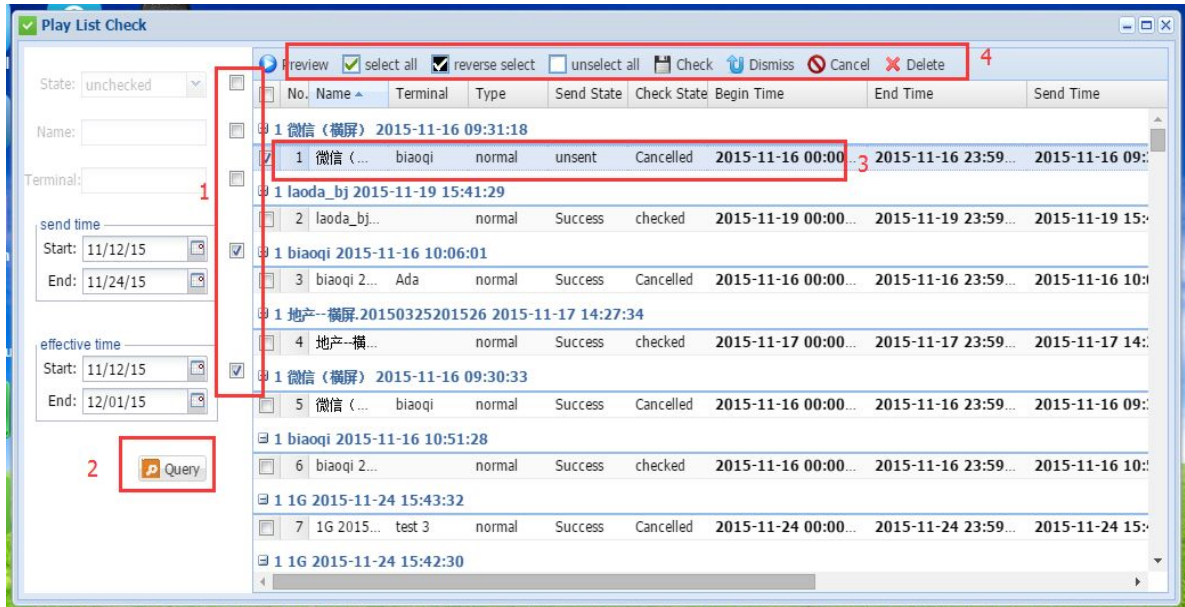 Play List Check
Preview select all reverse select unselect all Check Dismiss Cancel Delete 4
State: unchecked
Name:
Terminal:
1
send time
Start: 11/12/15
End: 11/24/15
effective time
Start: 11/12/15
End: 12/01/15
2 Query
No. Name Terminal Type Send State Check State Begin Time End Time Send Time
1 微信（横屏） 2015-11-16 09:31:18
1 微信（... biaoqi normal unsent Cancelled 2015-11-16 00:00... 2015-11-16 23:59... 2015-11-16 09:
3
1 laoda_bj 2015-11-19 15:41:29
2 laoda_bj... normal Success checked 2015-11-19 00:00... 2015-11-19 23:59... 2015-11-19 15:
1 biaoqi 2015-11-16 10:06:01
3 biaoqi 2... Ada normal Success Cancelled 2015-11-16 00:00... 2015-11-16 23:59... 2015-11-16 10:
1 地产--横屏.20150325201526 2015-11-17 14:27:34
4 地产--横... normal Success checked 2015-11-17 00:00... 2015-11-17 23:59... 2015-11-17 14:
1 微信（横屏） 2015-11-16 09:30:33
5 微信（... biaoqi normal Success Cancelled 2015-11-16 00:00... 2015-11-16 23:59... 2015-11-16 09:
1 biaoqi 2015-11-16 10:51:28
6 biaoqi 2... normal Success checked 2015-11-16 00:00... 2015-11-16 23:59... 2015-11-16 10:
1 1G 2015-11-24 15:43:32
7 1G 2015... test 3 normal Success Cancelled 2015-11-24 00:00... 2015-11-24 23:59... 2015-11-24 15:
1 1G 2015-11-24 15:42:30